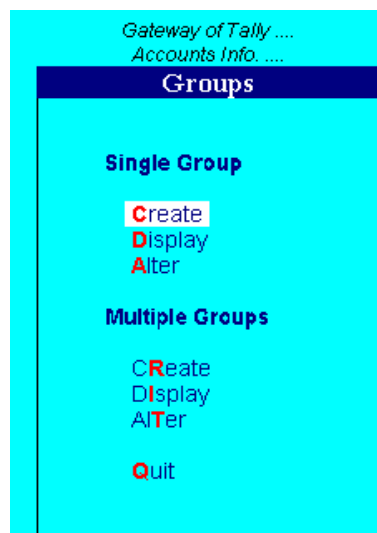 Gateway of Tally ....
Accounts Info. ....
Groups
Single Group
Create
Display
Alter
Multiple Groups
CReate
DIsplay
AlTer
Quit